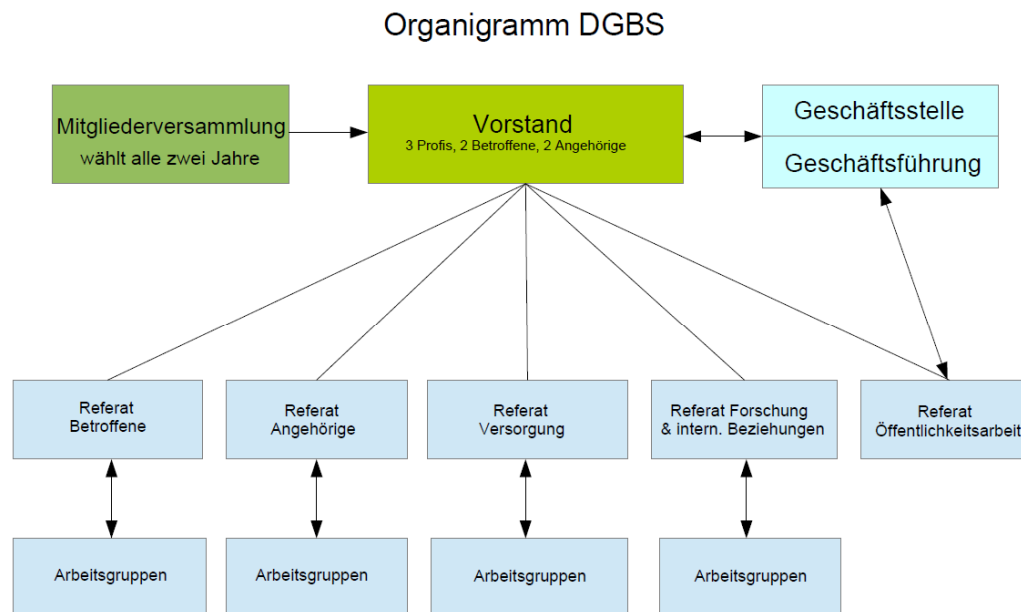 Organigramm DGBS
Mitgliederversammlung
wählt alle zwei Jahre
Vorstand
3 Profis, 2 Betroffene, 2 Angehörige
Geschäftsstelle
Geschäftsführung
Referat
Betroffene
Referat
Angehörige
Referat
Versorgung
Referat Forschung
& intern. Beziehungen
Referat
Öffentlichkeitsarbeit
Arbeitsgruppen
Arbeitsgruppen
Arbeitsgruppen
Arbeitsgruppen